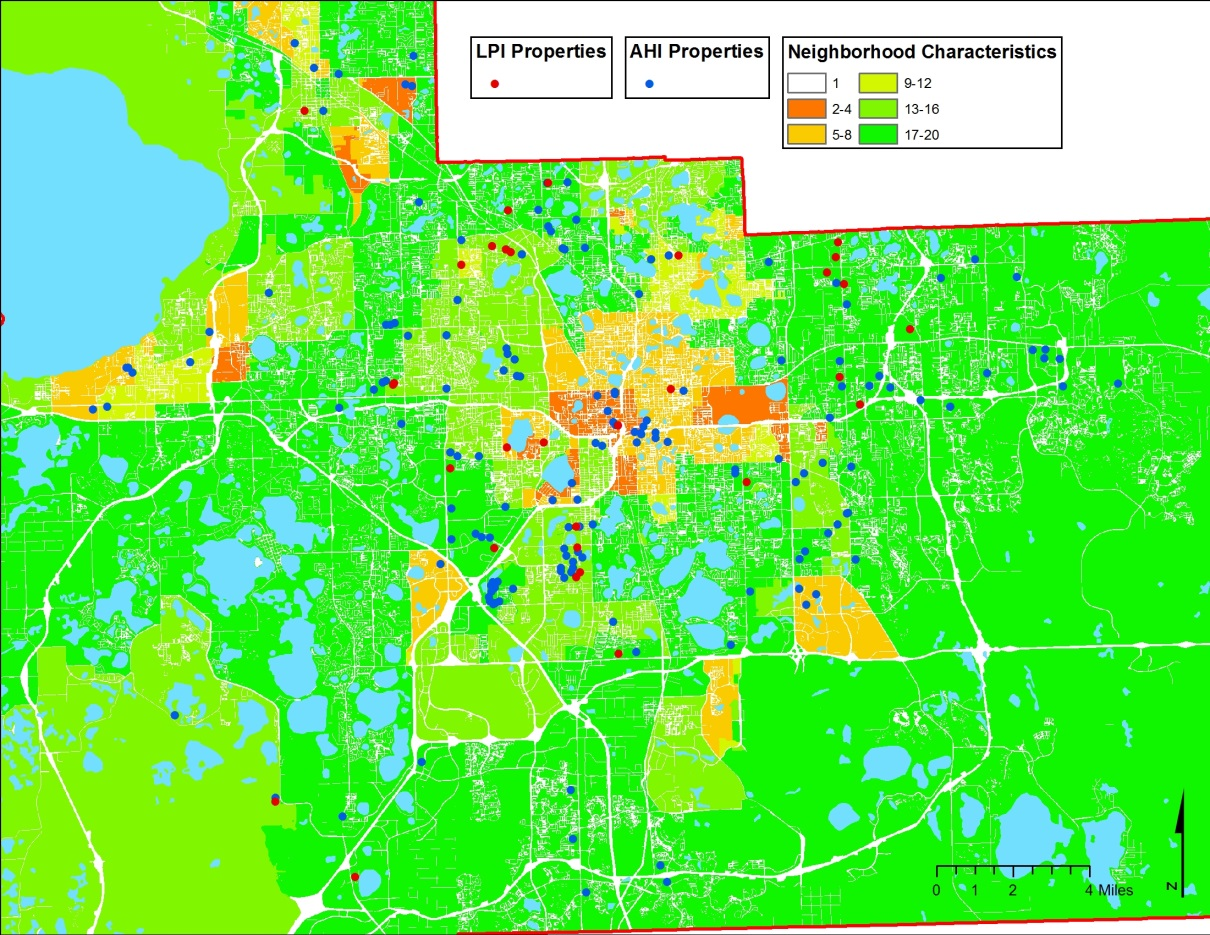 LPI Properties
AHI Properties
Neighborhood Characteristics
1
9-12
2-4
13-16
5-8
17-20
0 1 2 4 Miles
N